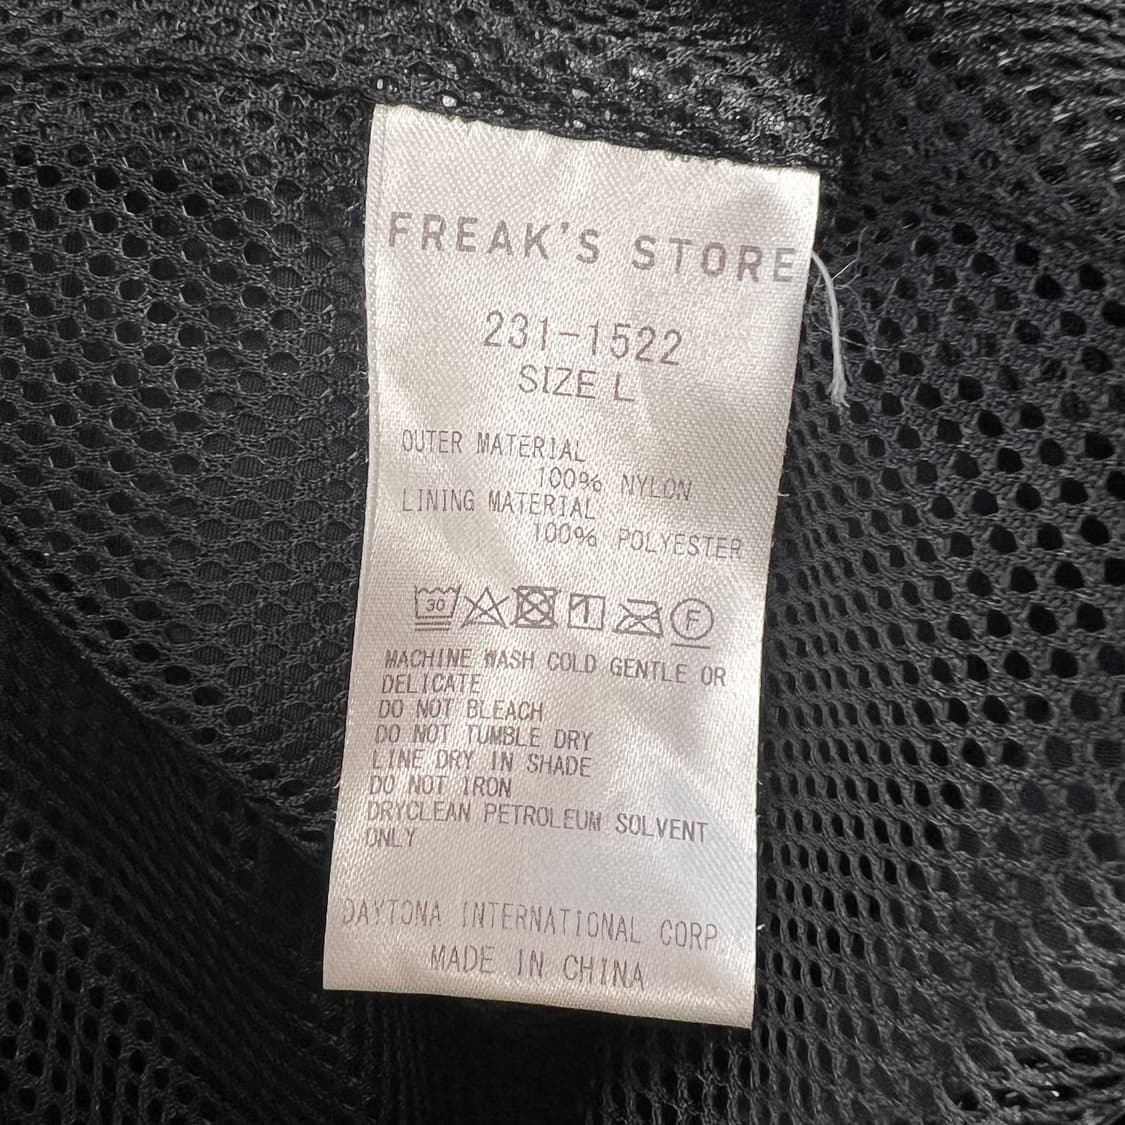 FREAK'S STORE
231-1522
SIZE L
OUTER MATERIAL
100% NYLON
LINING MATERIAL
100% POLYESTER
30 F
MACHINE WASH COLD GENTLE OR
DELICATE
DO NOT BLEACH
DO NOT TUMBLE DRY
LINE DRY IN SHADE
DO NOT IRON
DRYCLEAN PETROLEUM SOLVENT
ONLY
DAYTONA INTERNATIONAL CORP
MADE IN CHINA